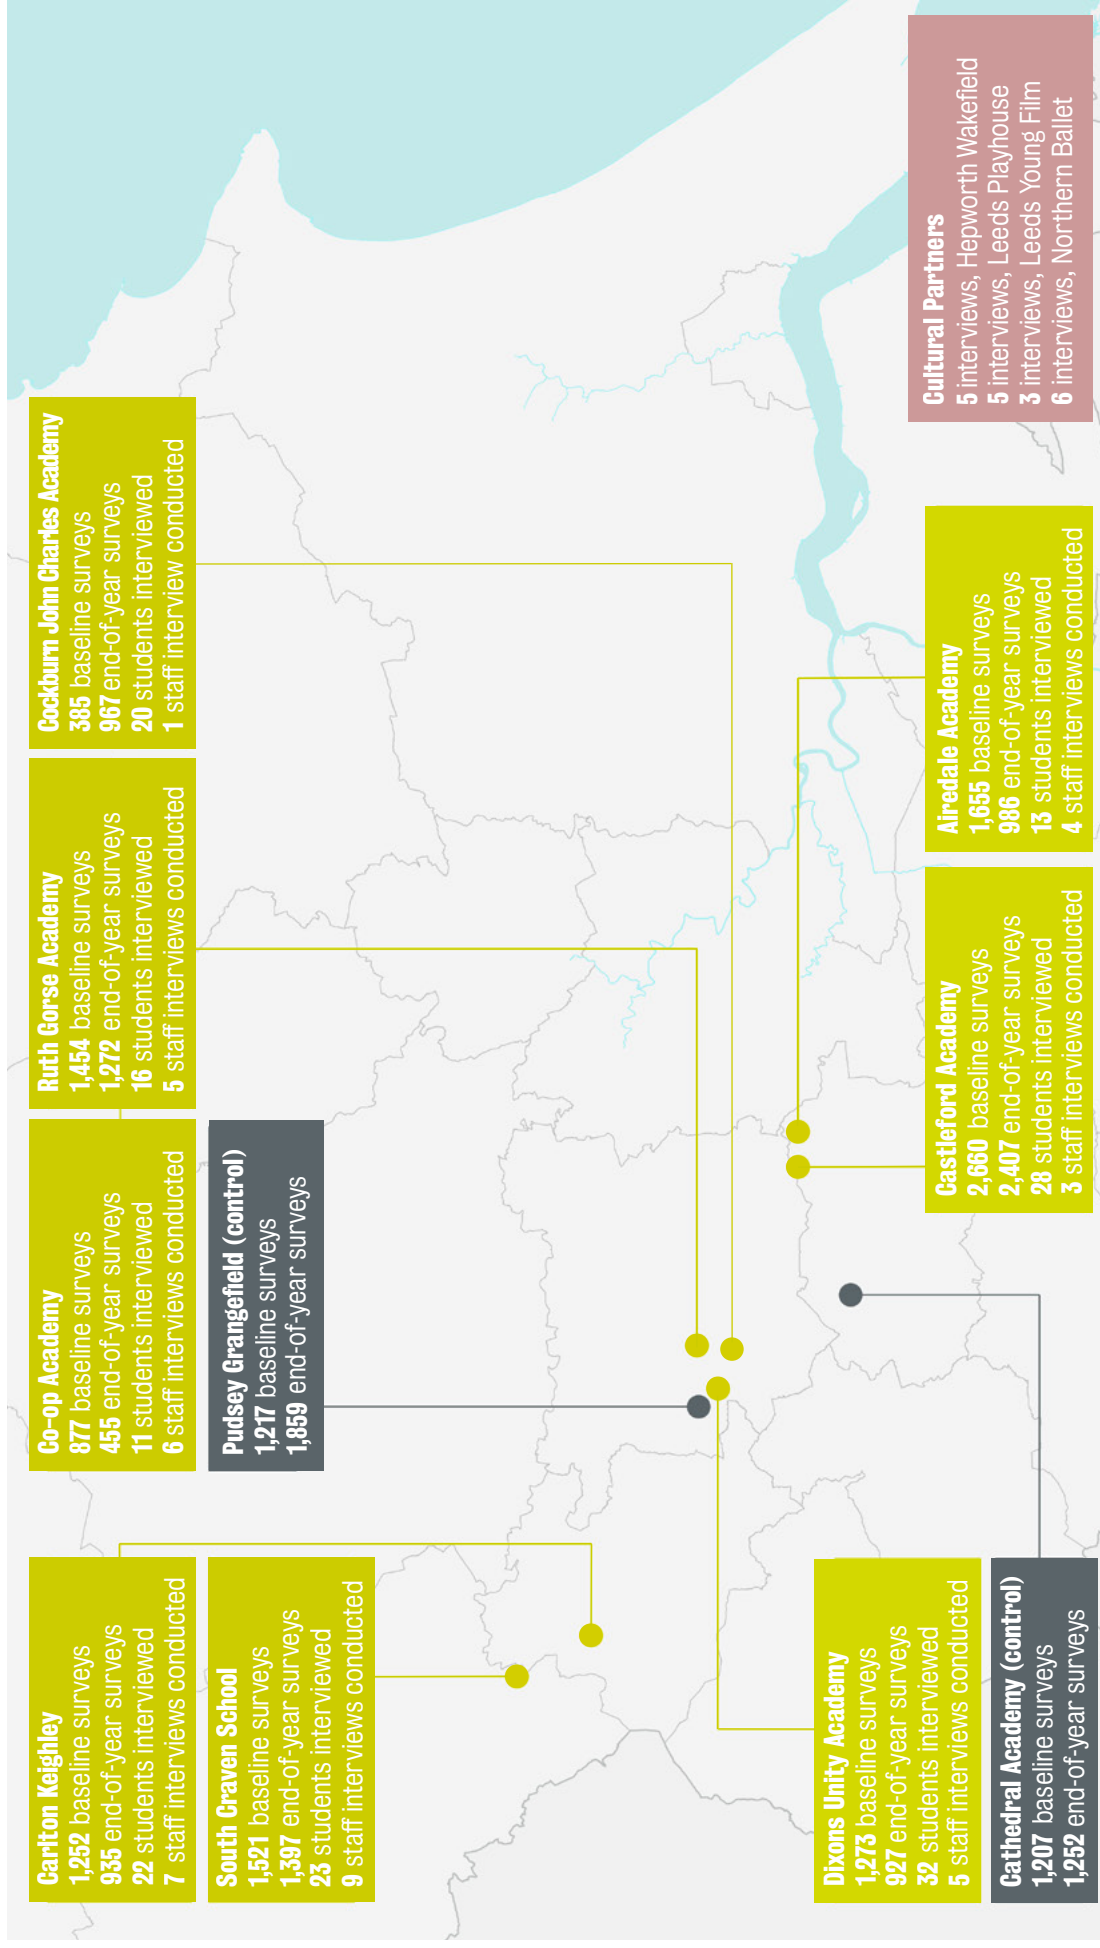 Carlton Keighley
1,252 baseline surveys
935 end-of-year surveys
22 students interviewed
7 staff interviews conducted
South Craven School
1,521 baseline surveys
1,397 end-of-year surveys
23 students interviewed
9 staff interviews conducted
Co-op Academy
877 baseline surveys
455 end-of-year surveys
11 students interviewed
6 staff interviews conducted
Pudsey Grangefield (control)
1,217 baseline surveys
1,859 end-of-year surveys
Ruth Gorse Academy
1,454 baseline surveys
1,272 end-of-year surveys
16 students interviewed
5 staff interviews conducted
Cockburn John Charles Academy
385 baseline surveys
967 end-of-year surveys
20 students interviewed
1 staff interview conducted
Dixons Unity Academy
1,273 baseline surveys
927 end-of-year surveys
32 students interviewed
5 staff interviews conducted
Cathedral Academy (control)
1,207 baseline surveys
1,252 end-of-year surveys
Castleford Academy
2,660 baseline surveys
2,407 end-of-year surveys
28 students interviewed
3 staff interviews conducted
Airedale Academy
1,655 baseline surveys
986 end-of-year surveys
13 students interviewed
4 staff interviews conducted
Cultural Partners
5 interviews, Hepworth Wakefield
5 interviews, Leeds Playhouse
3 interviews, Leeds Young Film
6 interviews, Northern Ballet